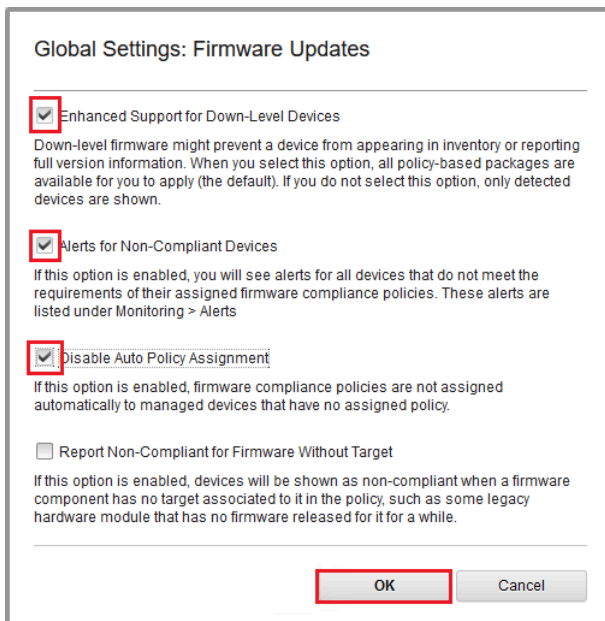 Global Settings: Firmware Updates
Enhanced Support for Down-Level Devices
Down-level firmware might prevent a device from appearing in inventory or reporting
full version information. When you select this option, all policy-based packages are
available for you to apply (the default). If you do not select this option, only detected
devices are shown.
Alerts for Non-Compliant Devices
If this option is enabled, you will see alerts for all devices that do not meet the
requirements of their assigned firmware compliance policies. These alerts are
listed under Monitoring > Alerts
Disable Auto Policy Assignment
If this option is enabled, firmware compliance policies are not assigned
automatically to managed devices that have no assigned policy.
Report Non-Compliant for Firmware Without Target
If this option is enabled, devices will be shown as non-compliant when a firmware
component has no target associated to it in the policy, such as some legacy
hardware module that has no firmware released for it for a while.
OK Cancel